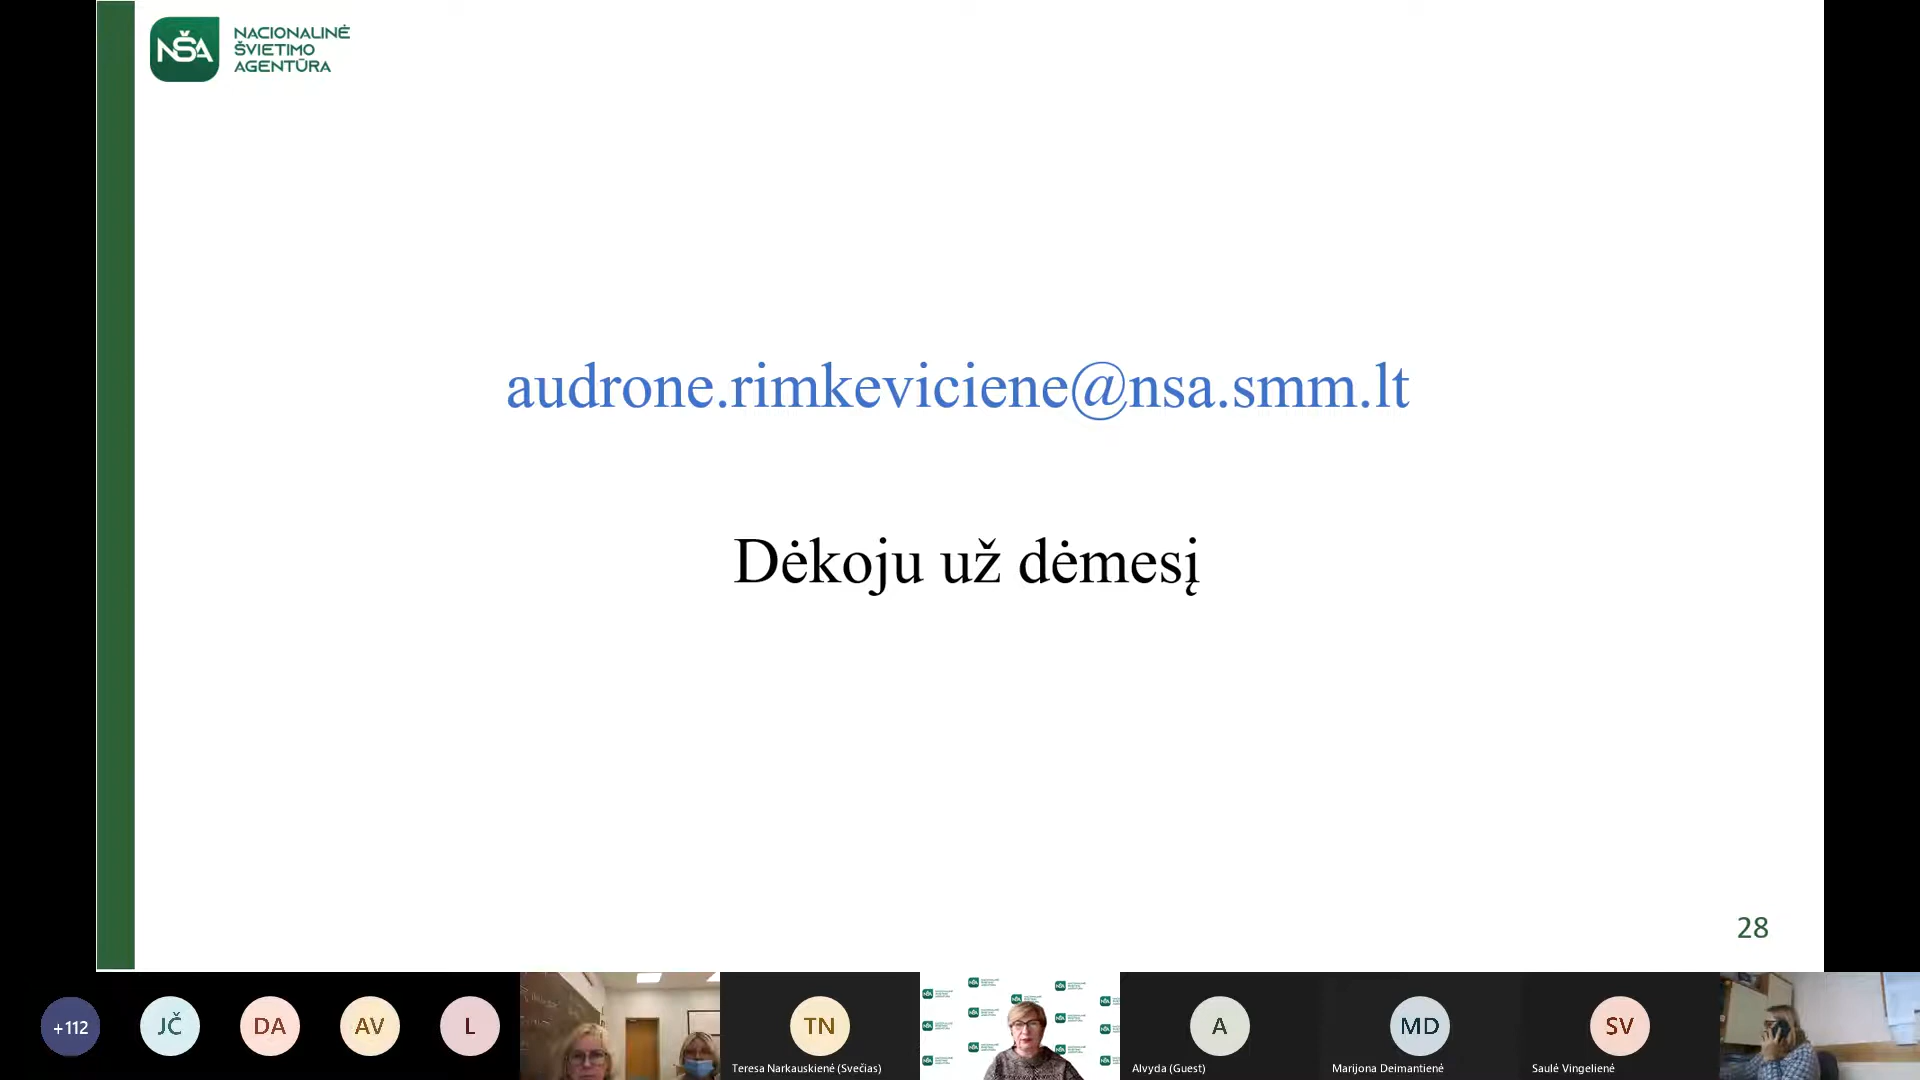 NŠA
NACIONALINĖ
ŠVIETIMO
AGENTŪRA
audrone.rimkeviciene@nsa.smm.lt
Dėkoju už dėmesį
28
+112
JČ
DA
AV
L
TN
Teresa Narkauskienė (Svečias)
A
Alvyda (Guest)
MD
Marijona Deimantienė
SV
Saulė Vingelienė